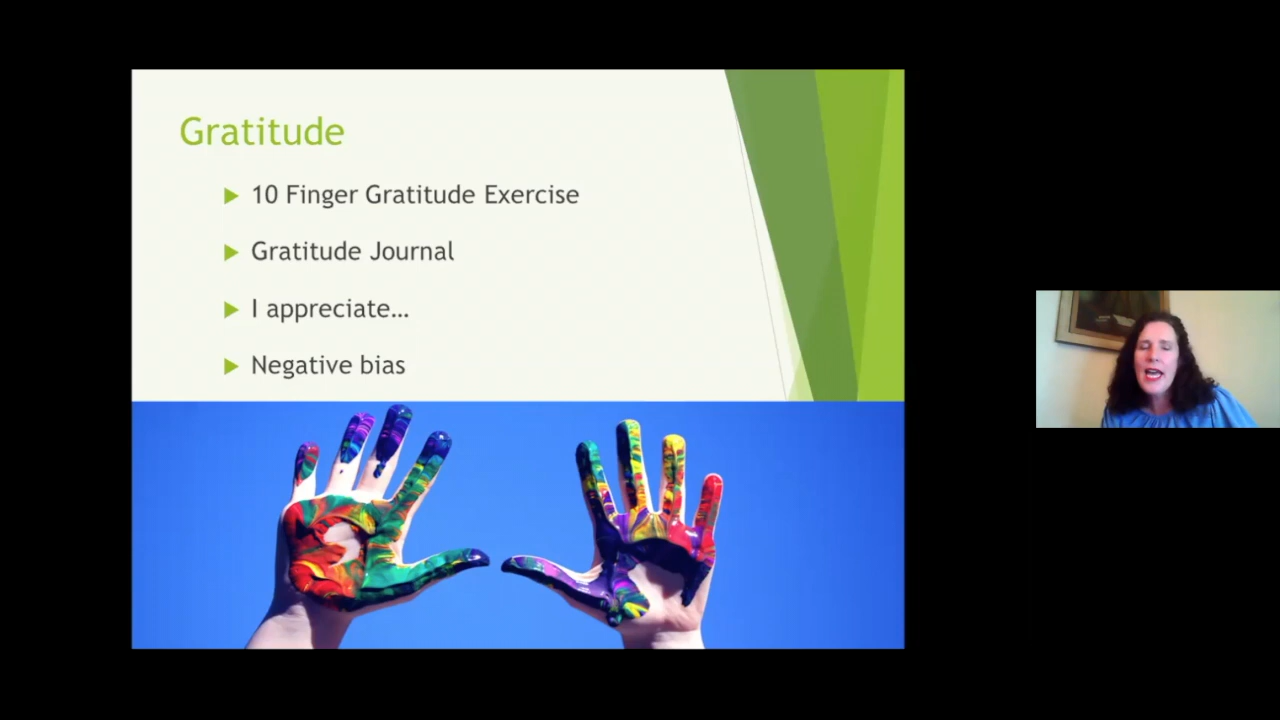 Gratitude
10 Finger Gratitude Exercise
Gratitude Journal
I appreciate…
Negative bias